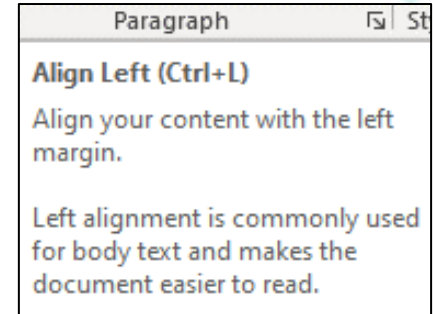 Paragraph
Align Left (Ctrl+L)
Align your content with the left
margin.
Left alignment is commonly used
for body text and makes the
document easier to read.